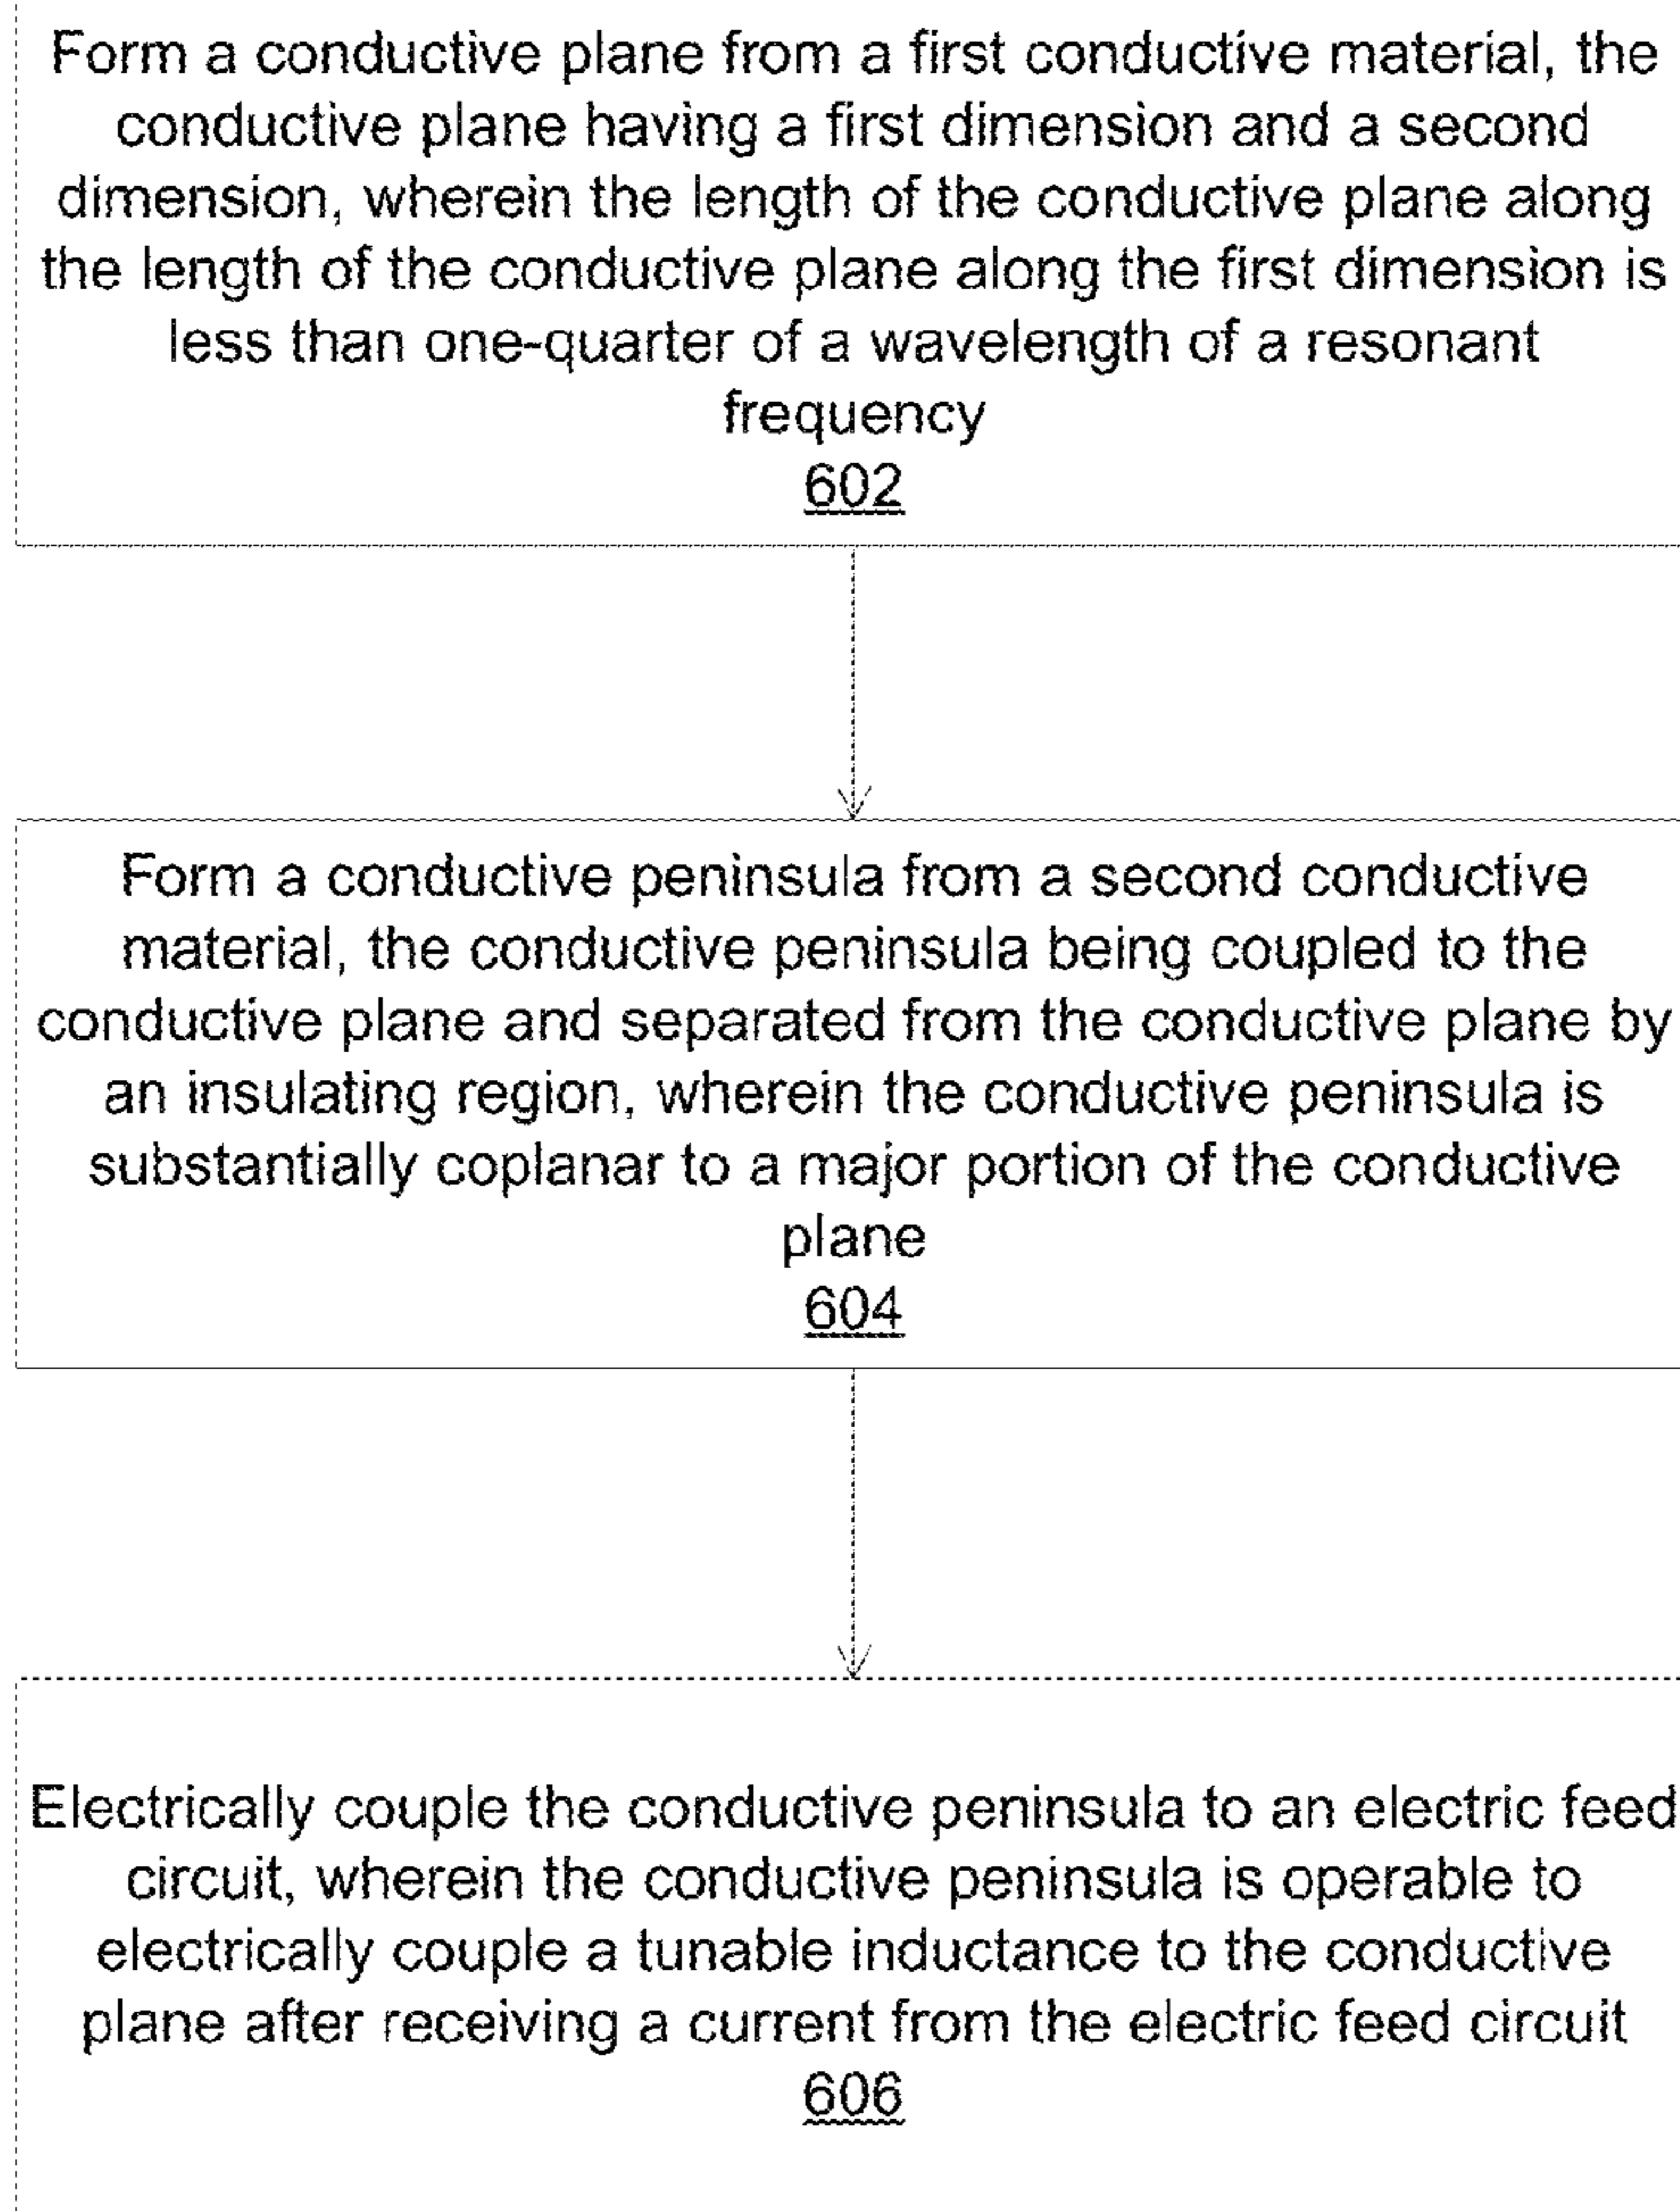 Form a conductive plane from a first conductive material, the
conductive plane having a first dimension and a second
dimension, wherein the length of the conductive plane along
the length of the conductive plane along the first dimension is
less than one-quarter of a wavelength of a resonant
frequency
602
Form a conductive peninsula from a second conductive
material, the conductive peninsula being coupled to the
conductive plane and separated from the conductive plane by
an insulating region, wherein the conductive peninsula is
substantially coplanar to a major portion of the conductive
plane
604
Electrically couple the conductive peninsula to an electric feed
circuit, wherein the conductive peninsula is operable to
electrically couple a tunable inductance to the conductive
plane after receiving a current from the electric feed circuit
606